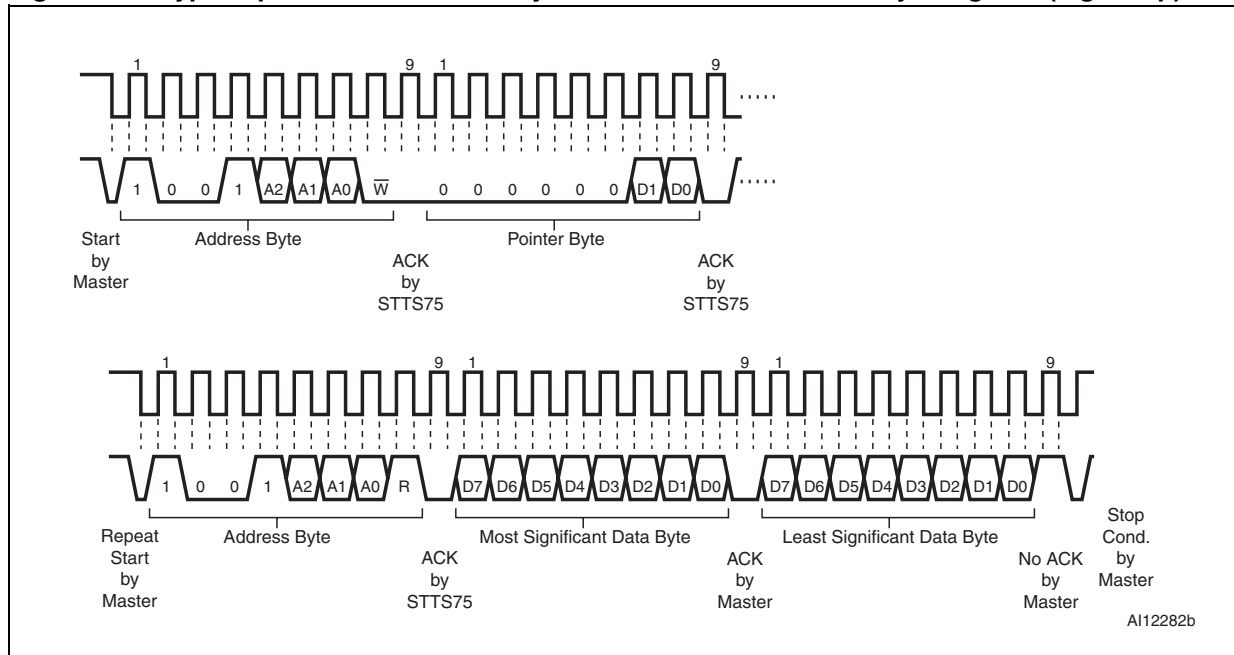 1 9 1 9
1 0 0 1 A2 A1 A0 W 0 0 0 0 0 0 D1 D0
Start
by
Master
Address Byte
ACK
by
STTS75
Pointer Byte
ACK
by
STTS75
1 9 1 9 1 9
1 0 0 1 A2 A1 A0 R D7 D6 D5 D4 D3 D2 D1 D0 D7 D6 D5 D4 D3 D2 D1 D0
Repeat
Start
by
Master
Address Byte
ACK
by
STTS75
Most Significant Data Byte
ACK
by
Master
Least Significant Data Byte
No ACK
by
Master
Stop
Cond.
by
Master
AI12282b